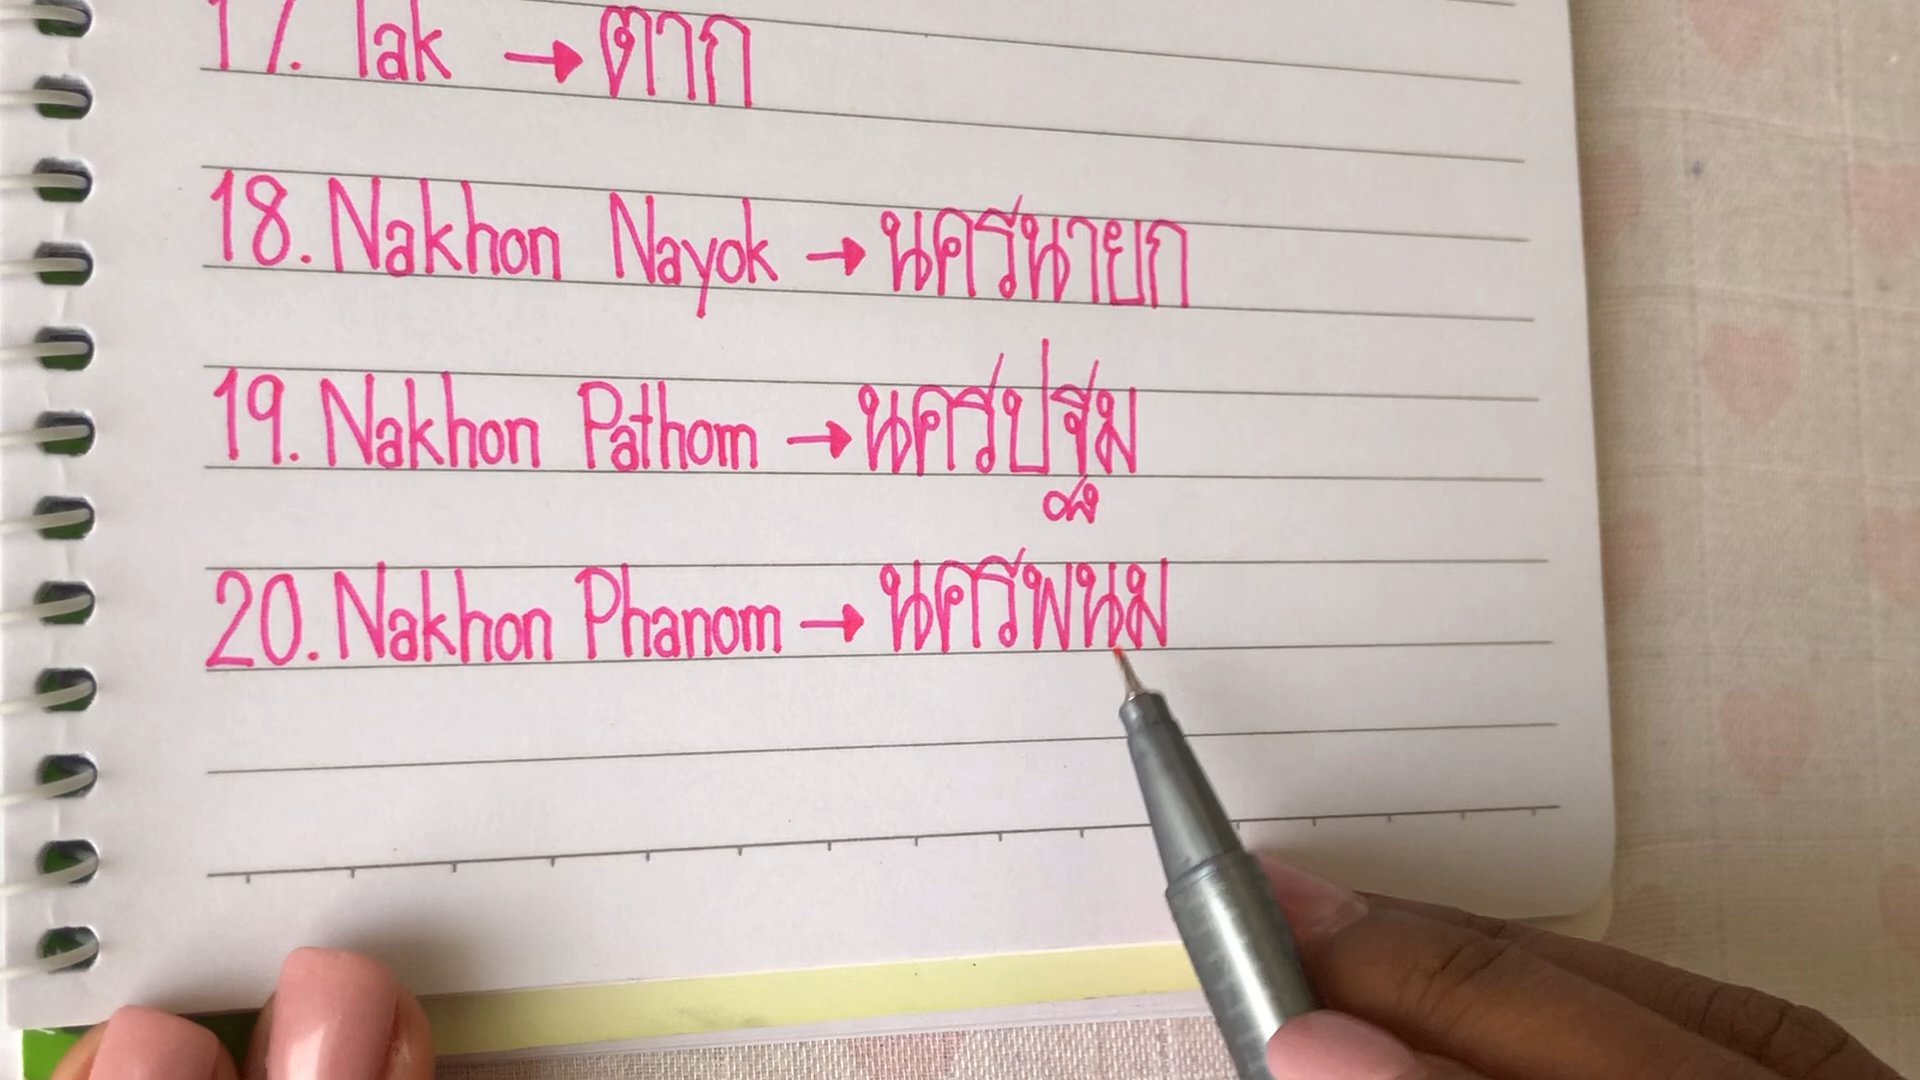 17. Tak → ตาก
18. Nakhon Nayok → นครนายก
19. Nakhon Pathom → นครปฐม
20. Nakhon Phanom → นครพนม